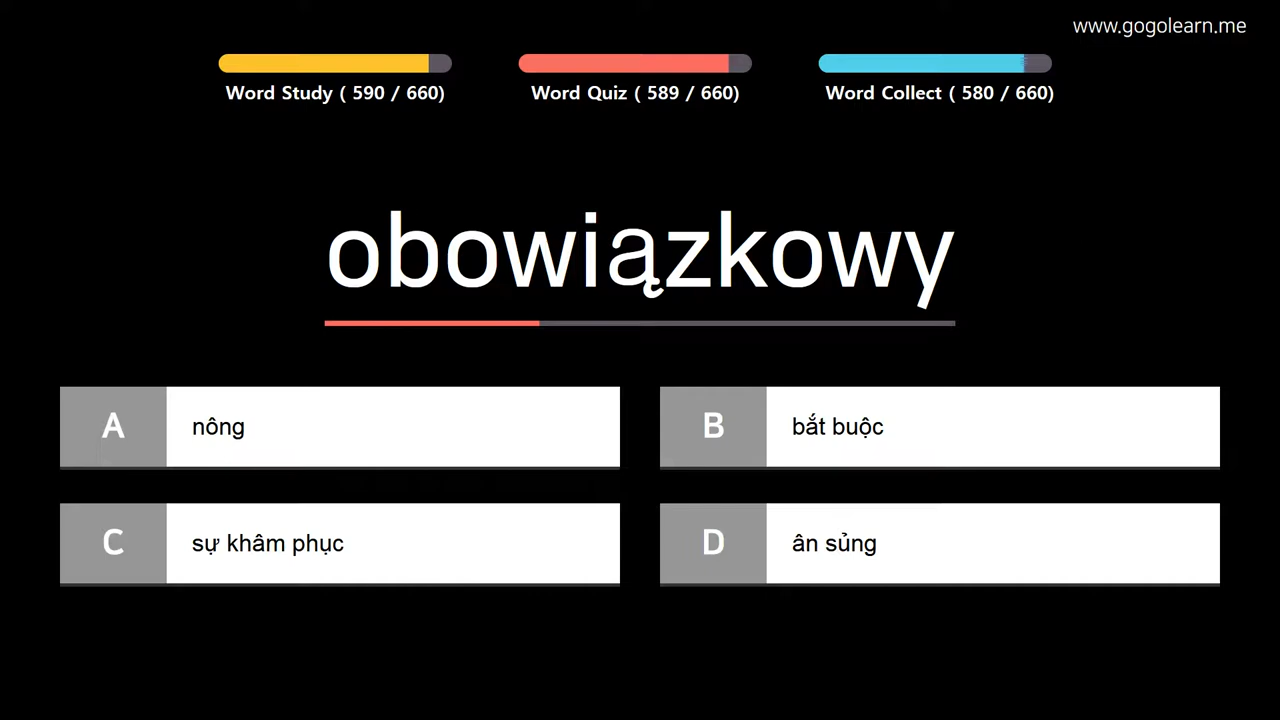 www.gogolearn.me
Word Study ( 590 / 660)
Word Quiz ( 589 / 660)
Word Collect ( 580 / 660)
obowiązkowy
A nông
B bắt buộc
C sự khâm phục
D ân sủng